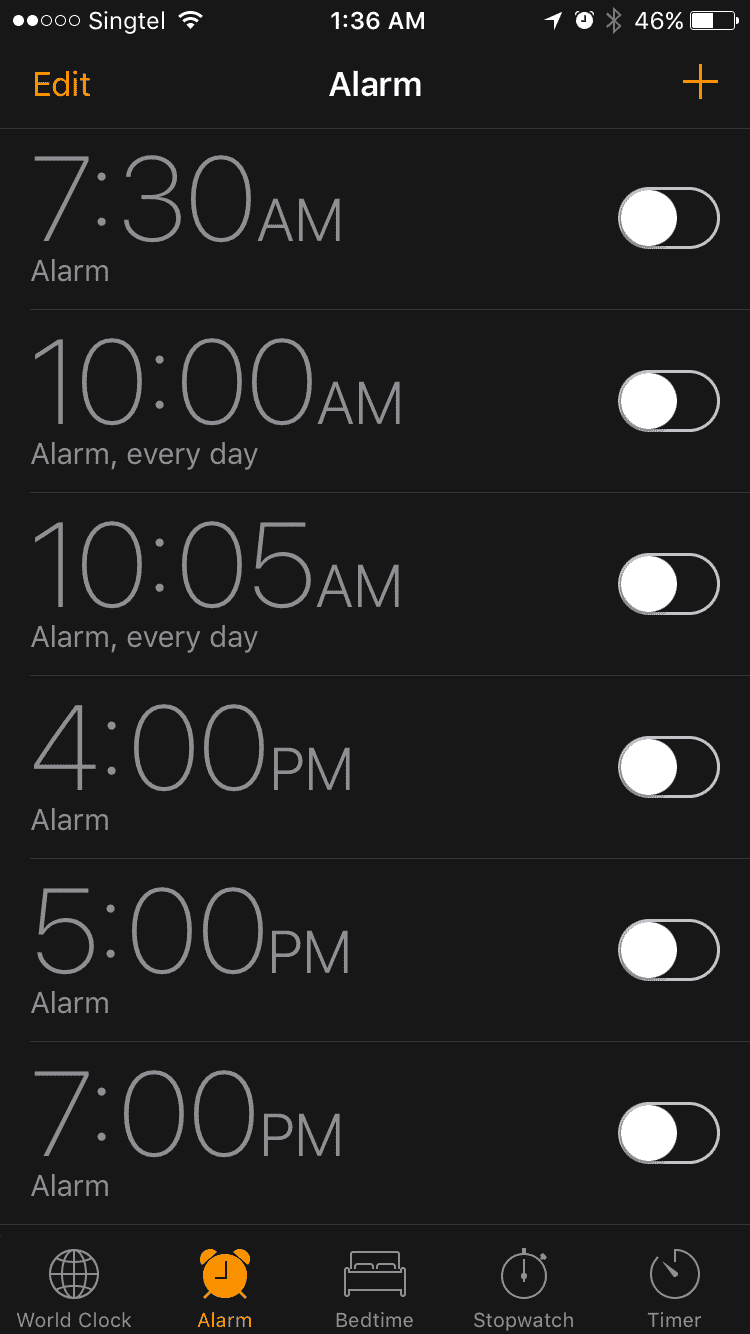 Singtel 1:36 AM 46%
Edit Alarm +
7:30AM
Alarm
10:00AM
Alarm, every day
10:05AM
Alarm, every day
4:00PM
Alarm
5:00PM
Alarm
7:00PM
Alarm
World Clock Alarm Bedtime Stopwatch Timer